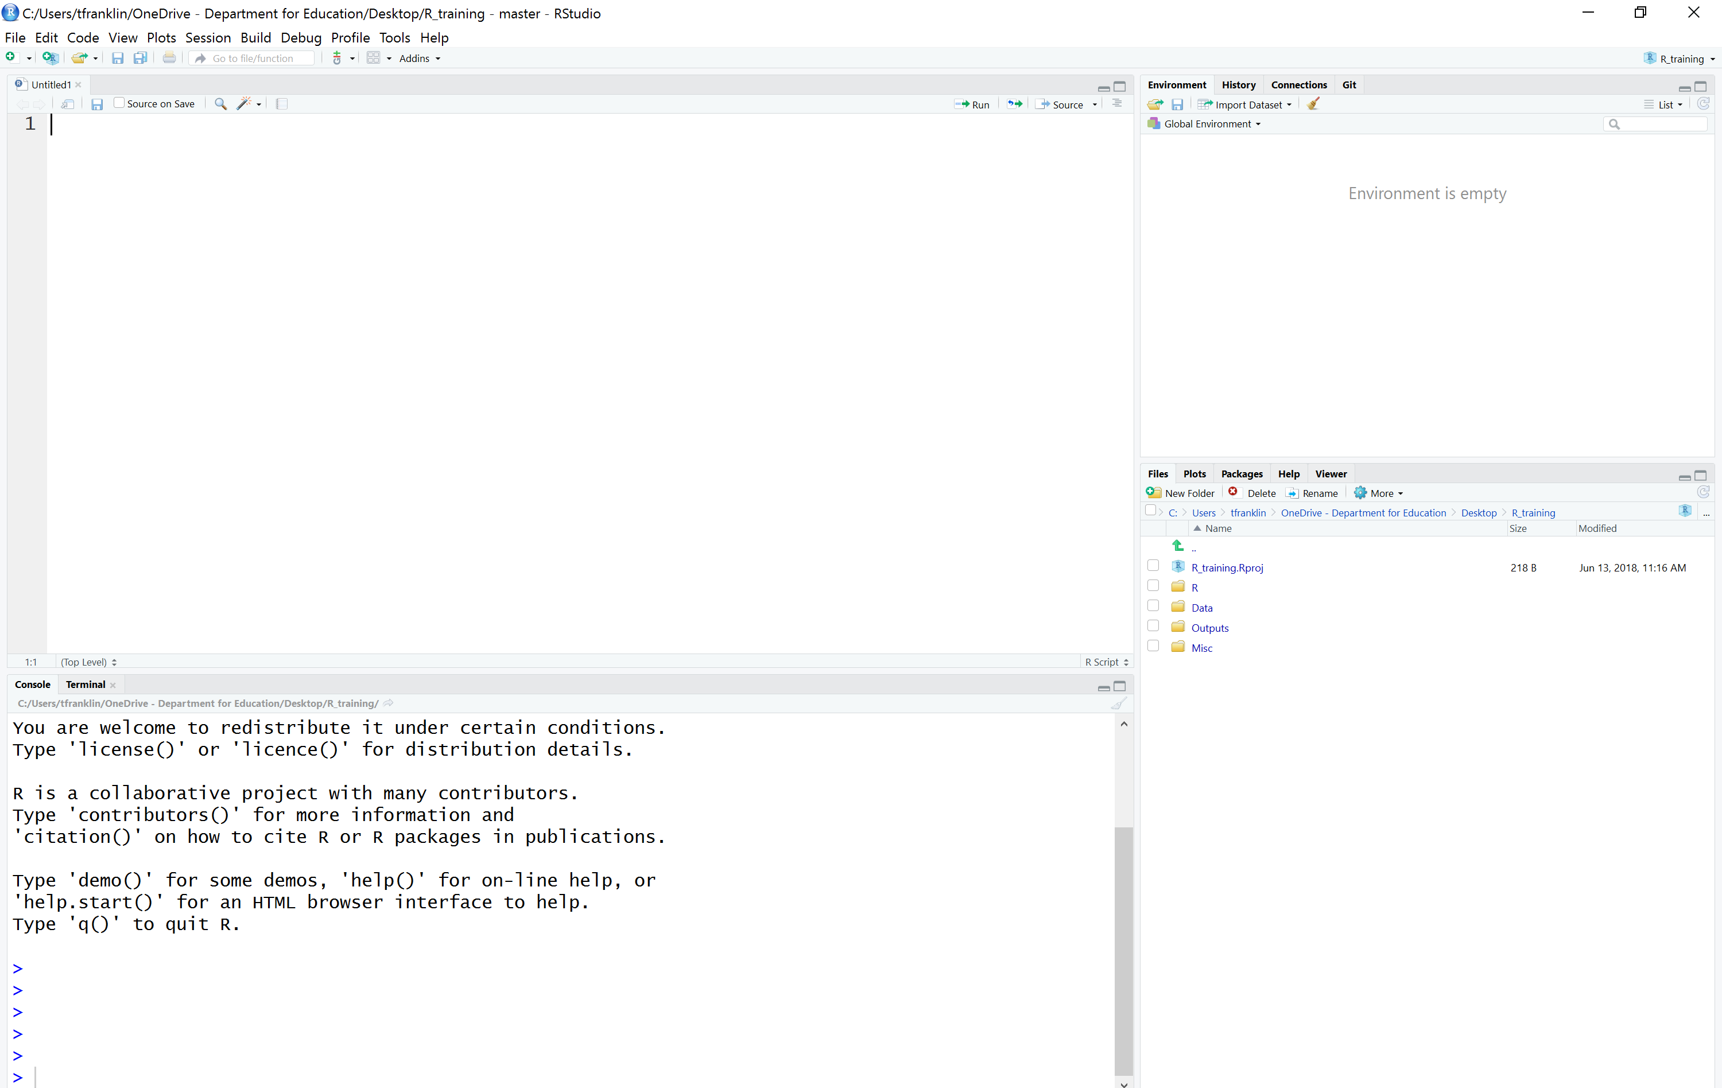 C:/Users/tfranklin/OneDrive - Department for Education/Desktop/R_training - master - RStudio
File Edit Code View Plots Session Build Debug Profile Tools Help
Go to file/function Addins R_training
Untitled1
Source on Save Run Source
1
1:1 (Top Level) R Script
Console Terminal
C:/Users/tfranklin/OneDrive - Department for Education/Desktop/R_training/
You are welcome to redistribute it under certain conditions.
Type 'license()' or 'licence()' for distribution details.
R is a collaborative project with many contributors.
Type 'contributors()' for more information and
'citation()' on how to cite R or R packages in publications.
Type 'demo()' for some demos, 'help()' for on-line help, or
'help.start()' for an HTML browser interface to help.
Type 'q()' to quit R.
>
>
>
>
>
>
Environment History Connections Git
Import Dataset List
Global Environment
Environment is empty
Files Plots Packages Help Viewer
New Folder Delete Rename More
C: Users tfranklin OneDrive - Department for Education Desktop R_training ...
Name Size Modified
..
R_training.Rproj 218 B Jun 13, 2018, 11:16 AM
R
Data
Outputs
Misc